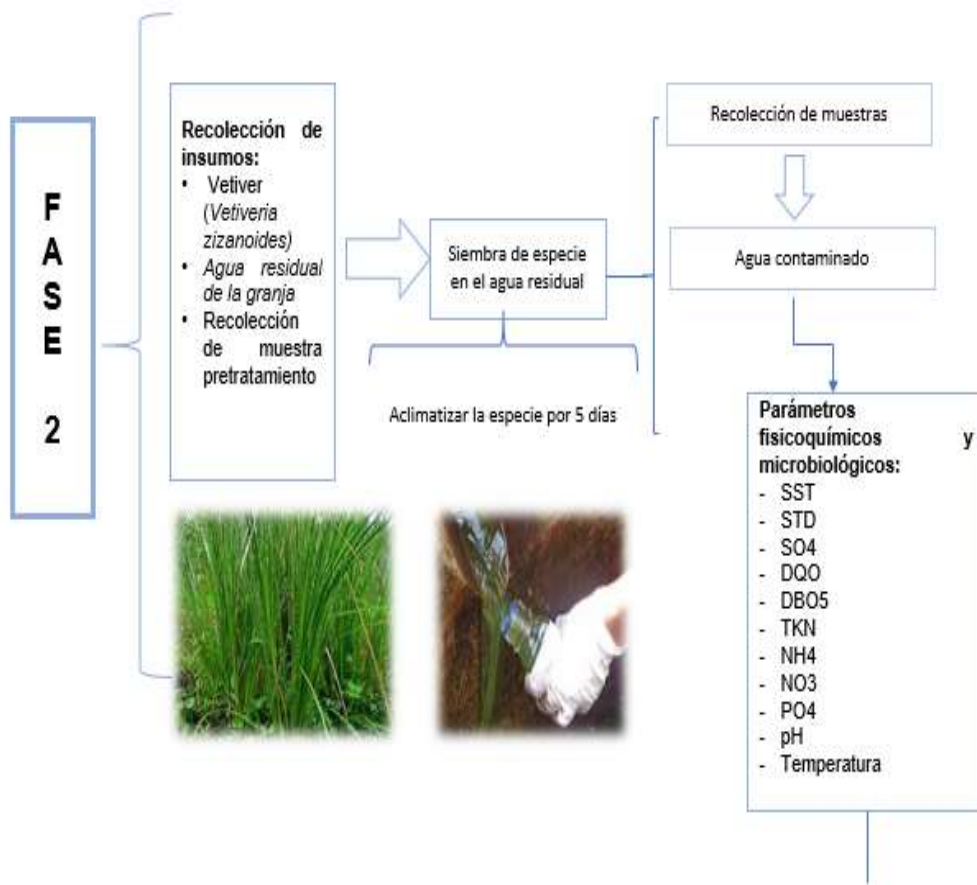 FASE 2
Recolección de
insumos:
• Vetiver
(Vetiveria
zizanoides)
• Agua residual
de la granja
• Recolección
de muestra
pretratamiento
Siembra de especie
en el agua residual
Aclimatizar la especie por 5 días
Recolección de muestras
Agua contaminado
Parámetros
fisicoquímicos y
microbiológicos:
- SST
- STD
- SO4
- DQO
- DBO5
- TKN
- NH4
- NO3
- PO4
- pH
- Temperatura